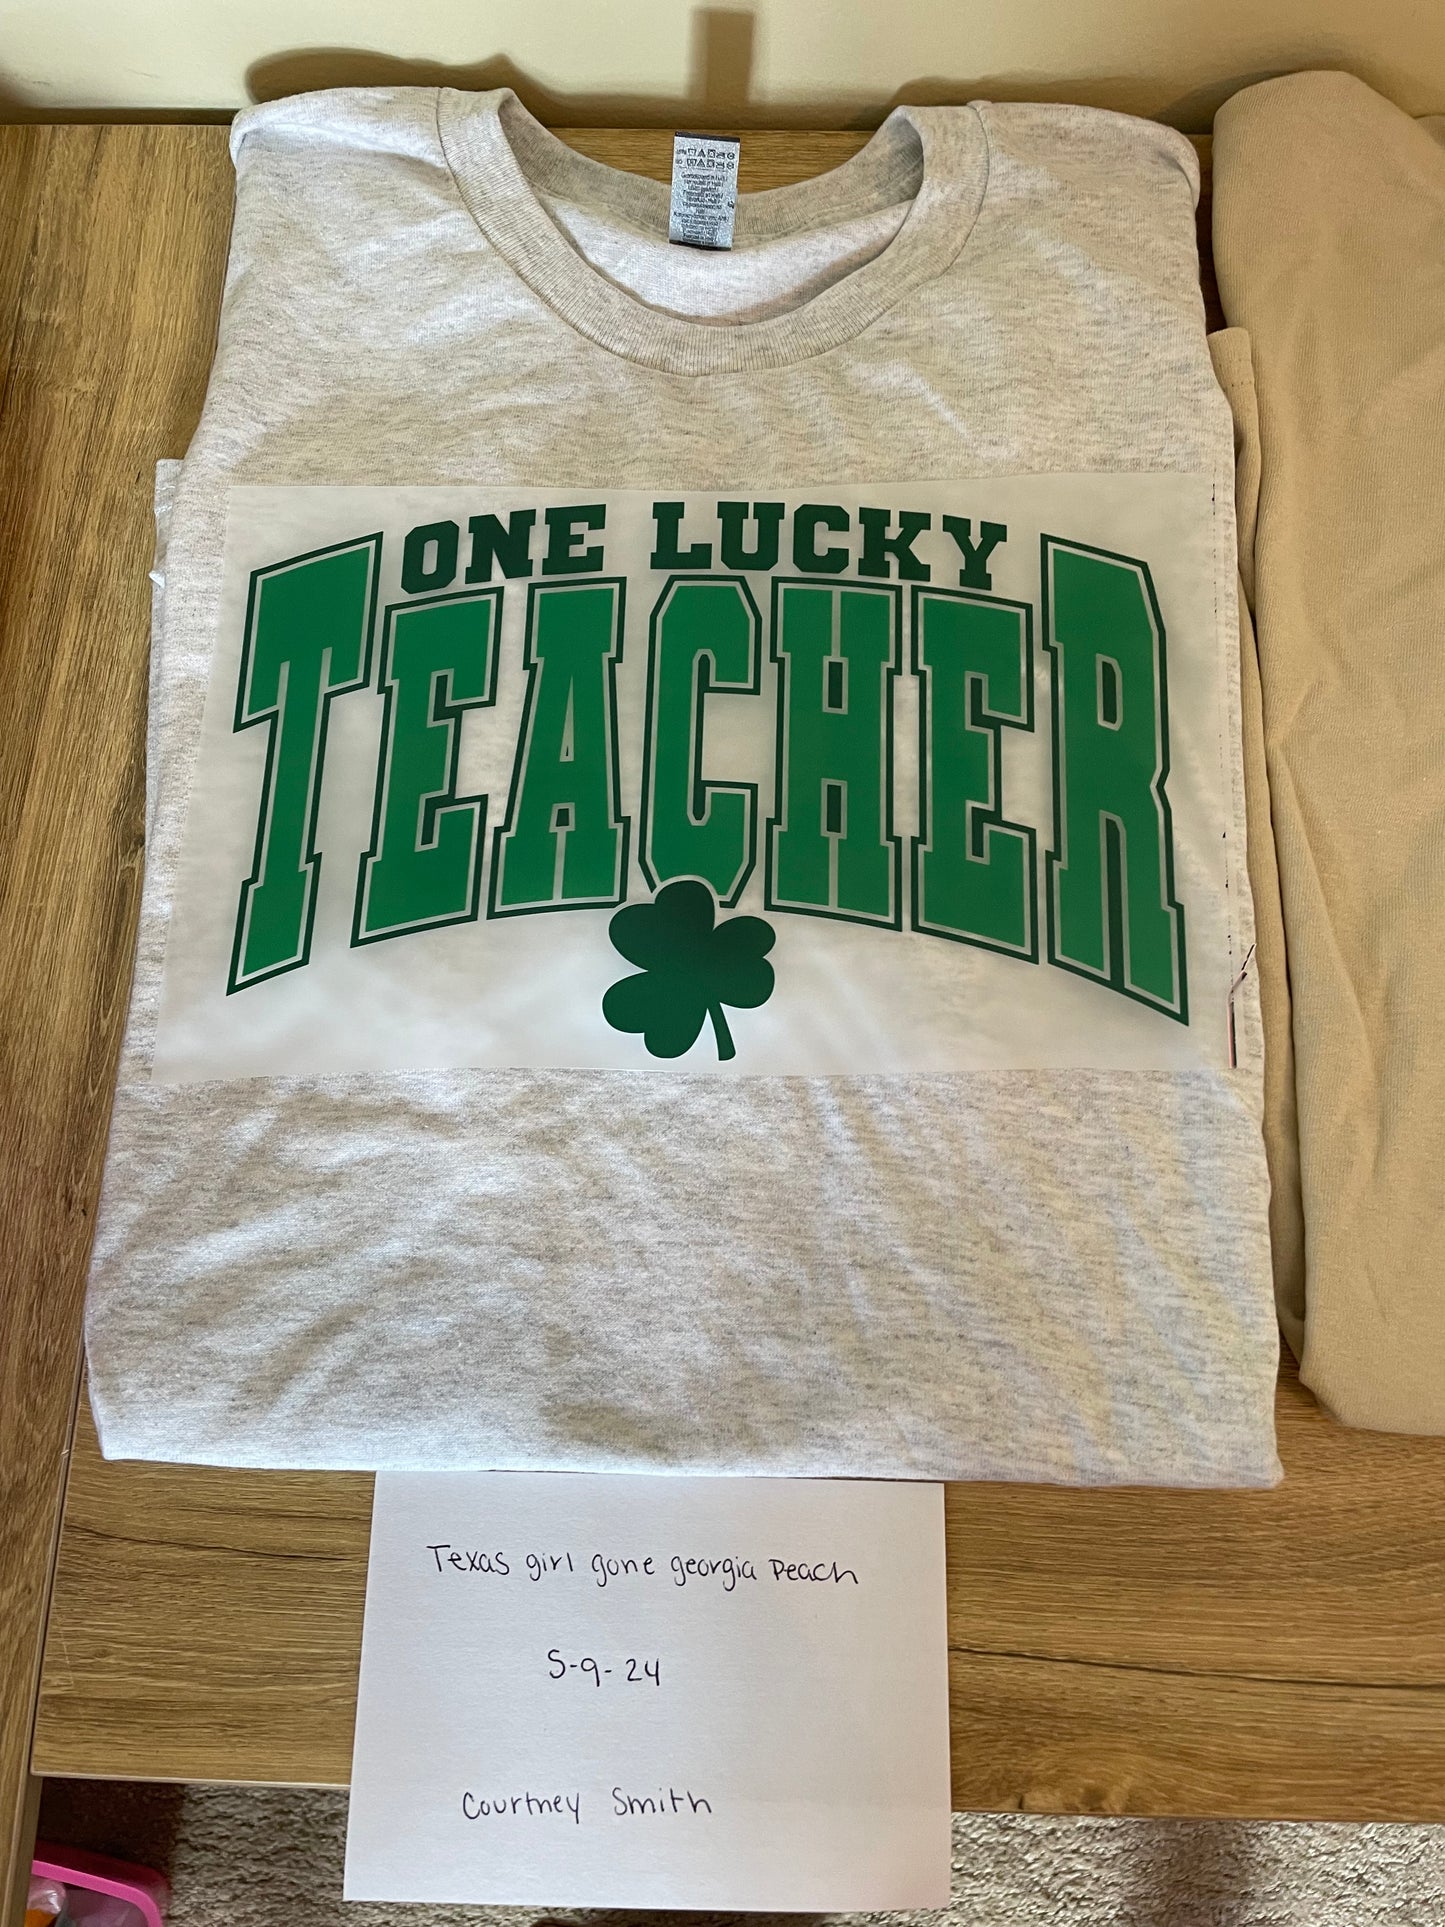 ONE LUCKY
TEACHER
Texas girl gone georgia peach
5-9-24
Courtney Smith